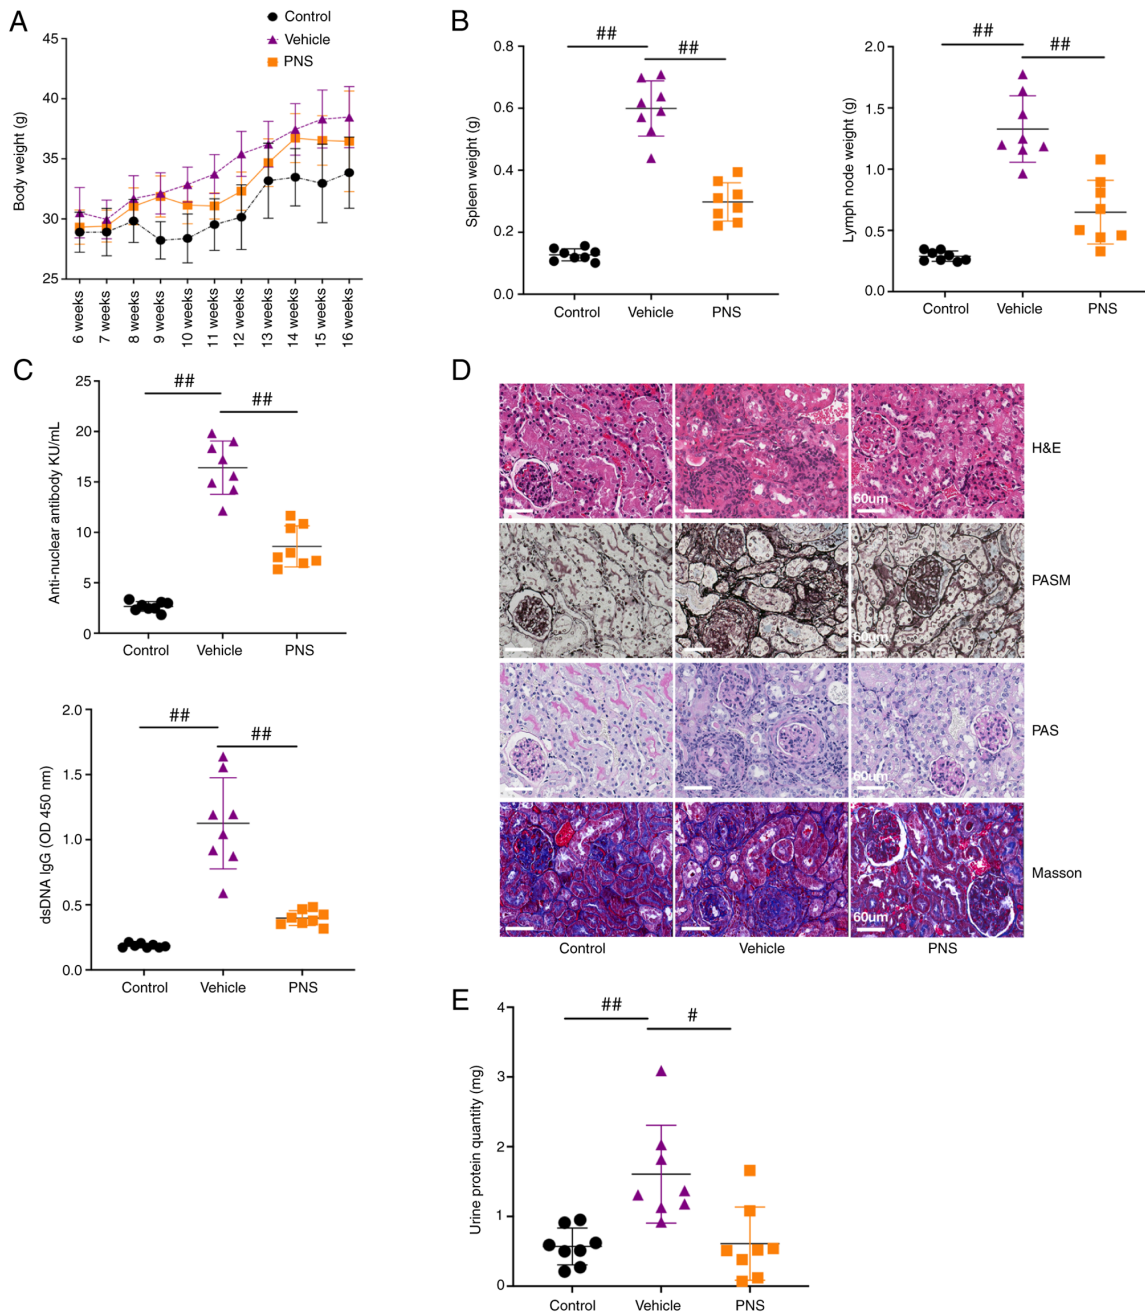 A
Control
Vehicle
PNS
Body weight (g)
45
40
35
30
25
6 weeks
7 weeks
8 weeks
9 weeks
10 weeks
11 weeks
12 weeks
13 weeks
14 weeks
15 weeks
16 weeks
B
Spleen weight (g)
0.8
0.6
0.4
0.2
0.0
##
##
Control Vehicle PNS
Lymph node weight (g)
2.0
1.5
1.0
0.5
0.0
##
##
Control Vehicle PNS
C
Anti-nuclear antibody KU/mL
25
20
15
10
5
0
##
##
Control Vehicle PNS
dsDNA IgG (OD 450 nm)
2.0
1.5
1.0
0.5
0.0
##
##
Control Vehicle PNS
D
H&E
60um
PASM
60um
PAS
60um
Masson
60um
Control Vehicle PNS
E
Urine protein quantity (mg)
4
3
2
1
0
##
#
Control Vehicle PNS